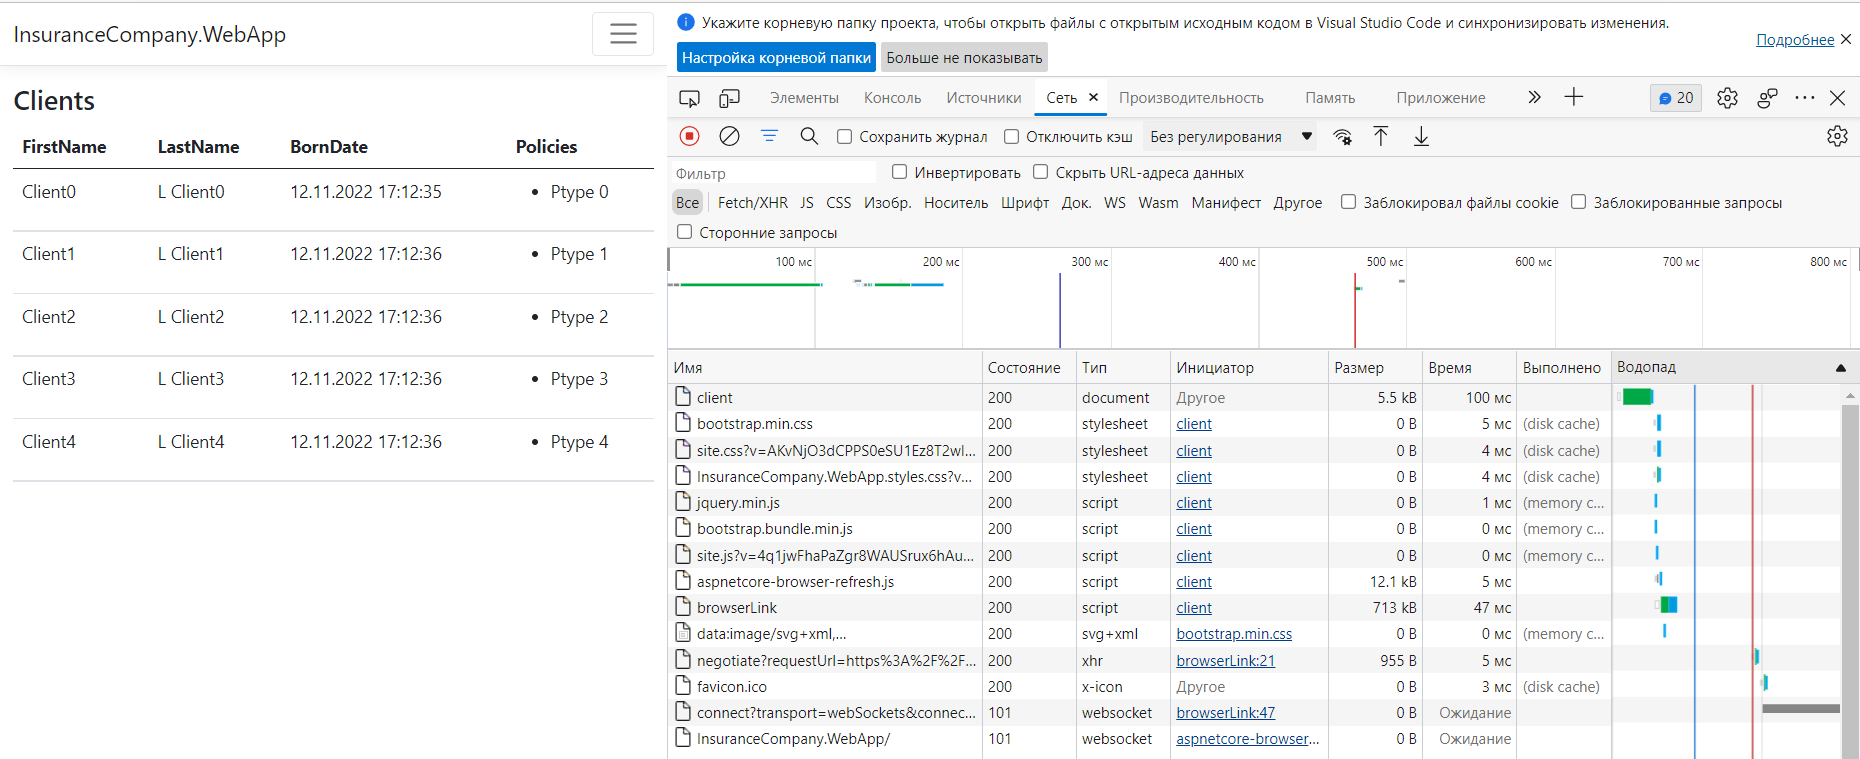 InsuranceCompany.WebApp
Clients
FirstName LastName BornDate Policies
Client0 L Client0 12.11.2022 17:12:35 • Ptype 0
Client1 L Client1 12.11.2022 17:12:36 • Ptype 1
Client2 L Client2 12.11.2022 17:12:36 • Ptype 2
Client3 L Client3 12.11.2022 17:12:36 • Ptype 3
Client4 L Client4 12.11.2022 17:12:36 • Ptype 4
Укажите корневую папку проекта, чтобы открыть файлы с открытым исходным кодом в Visual Studio Code и синхронизировать изменения.
Настройка корневой папки Больше не показывать
Подробнее
Элементы Консоль Источники Сеть Производительность Память Приложение 20
Сохранить журнал Отключить кэш Без регулирования
Фильтр Инвертировать Скрыть URL-адреса данных
Все Fetch/XHR JS CSS Изобр. Носитель Шрифт Док. WS Wasm Манифест Другое Заблокировал файлы cookie Заблокированные запросы
Сторонние запросы
100 мс 200 мс 300 мс 400 мс 500 мс 600 мс 700 мс 800 мс
Имя Состояние Тип Инициатор Размер Время Выполнено Водопад
client 200 document Другое 5.5 kB 100 мс
bootstrap.min.css 200 stylesheet client 0 B 5 мс (disk cache)
site.css?v=AKvNjO3dCPPS0eSU1Ez8T2wI... 200 stylesheet client 0 B 4 мс (disk cache)
InsuranceCompany.WebApp.styles.css?v... 200 stylesheet client 0 B 4 мс (disk cache)
jquery.min.js 200 script client 0 B 1 мс (memory c...
bootstrap.bundle.min.js 200 script client 0 B 0 мс (memory c...
site.js?v=4q1jwFhaPaZgr8WAUSrux6hAu... 200 script client 0 B 0 мс (memory c...
aspnetcore-browser-refresh.js 200 script client 12.1 kB 5 мс
browserLink 200 script client 713 kB 47 мс
data:image/svg+xml,... 200 svg+xml bootstrap.min.css 0 B 0 мс (memory c...
negotiate?requestUrl=https%3A%2F%2F... 200 xhr browserLink:21 955 B 5 мс
favicon.ico 200 x-icon Другое 0 B 3 мс (disk cache)
connect?transport=webSockets&connec... 101 websocket browserLink:47 0 B Ожидание
InsuranceCompany.WebApp/ 101 websocket aspnetcore-browser... 0 B Ожидание